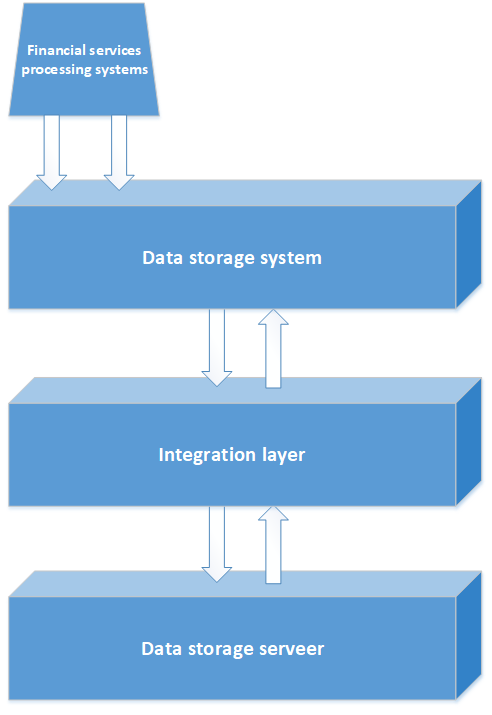 Financial services
processing systems
Data storage system
Integration layer
Data storage serveer